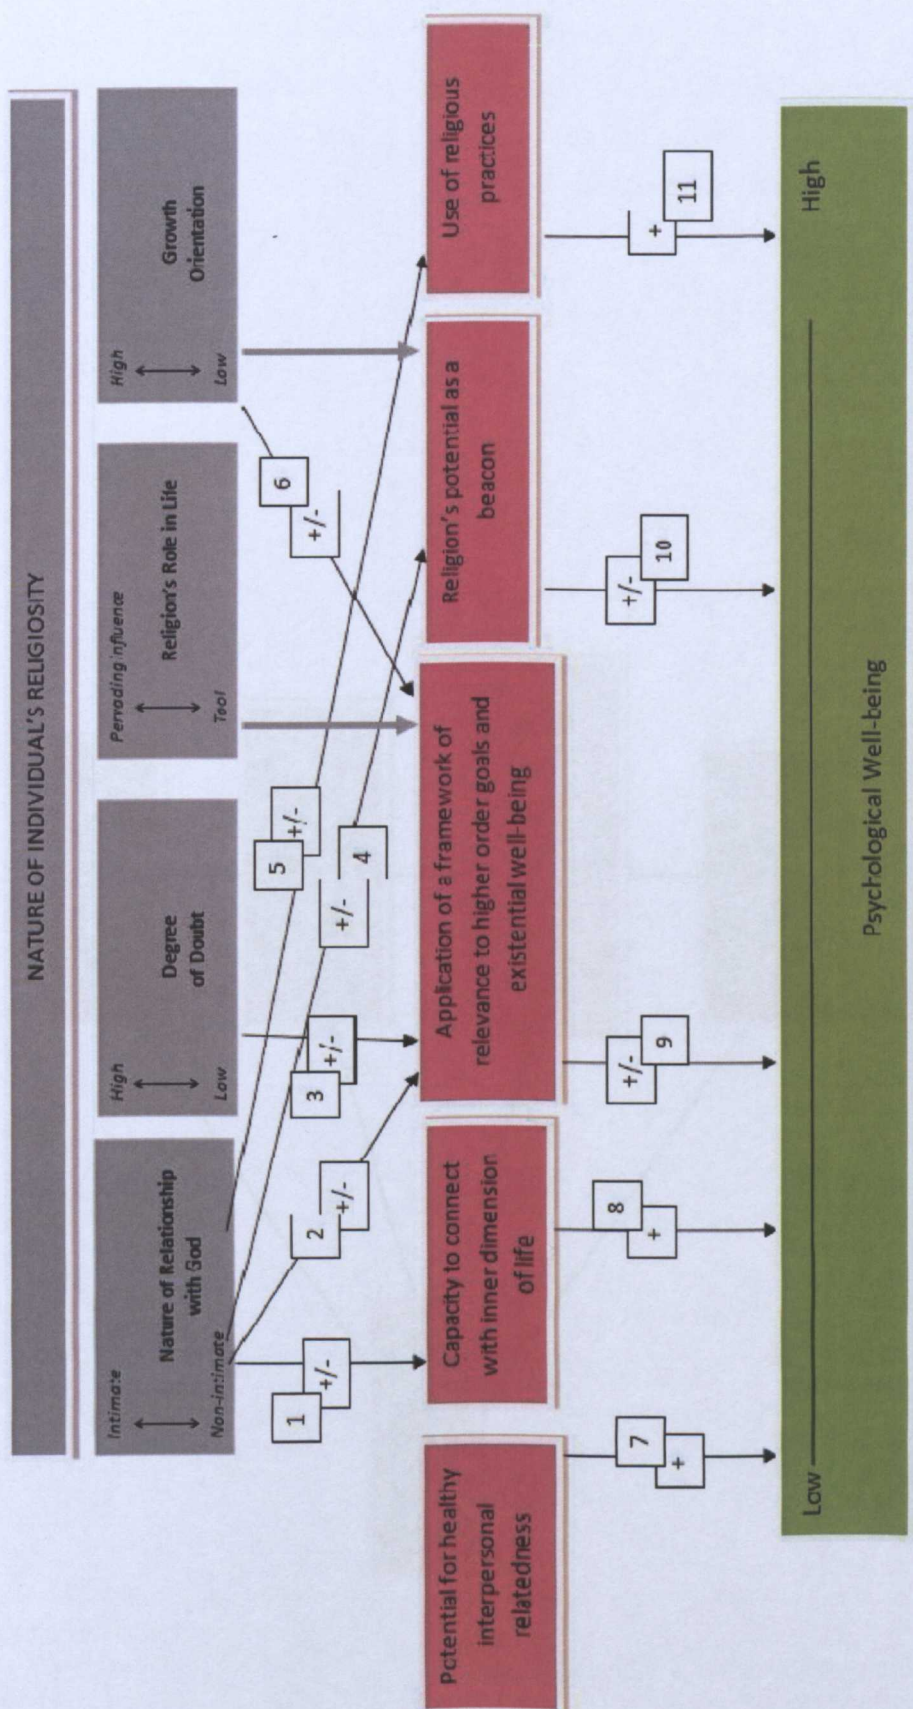 NATURE OF INDIVIDUAL'S RELIGIOSITY
Intimate
Nature of Relationship
with God
Non-intimate
High
Degree
of Doubt
Low
Pervading influence
Religion's Role in Life
Tool
High
Growth
Orientation
Low
1
+/-
2
+/-
3
+/-
4
+/-
5
+/-
6
+/-
Potential for healthy
interpersonal
relatedness
Capacity to connect
with inner dimension
of life
Application of a framework of
relevance to higher order goals and
existential well-being
Religion's potential as a
beacon
Use of religious
practices
7
+
8
+
+/-
9
+/-
10
+
11
Low
High
Psychological Well-being